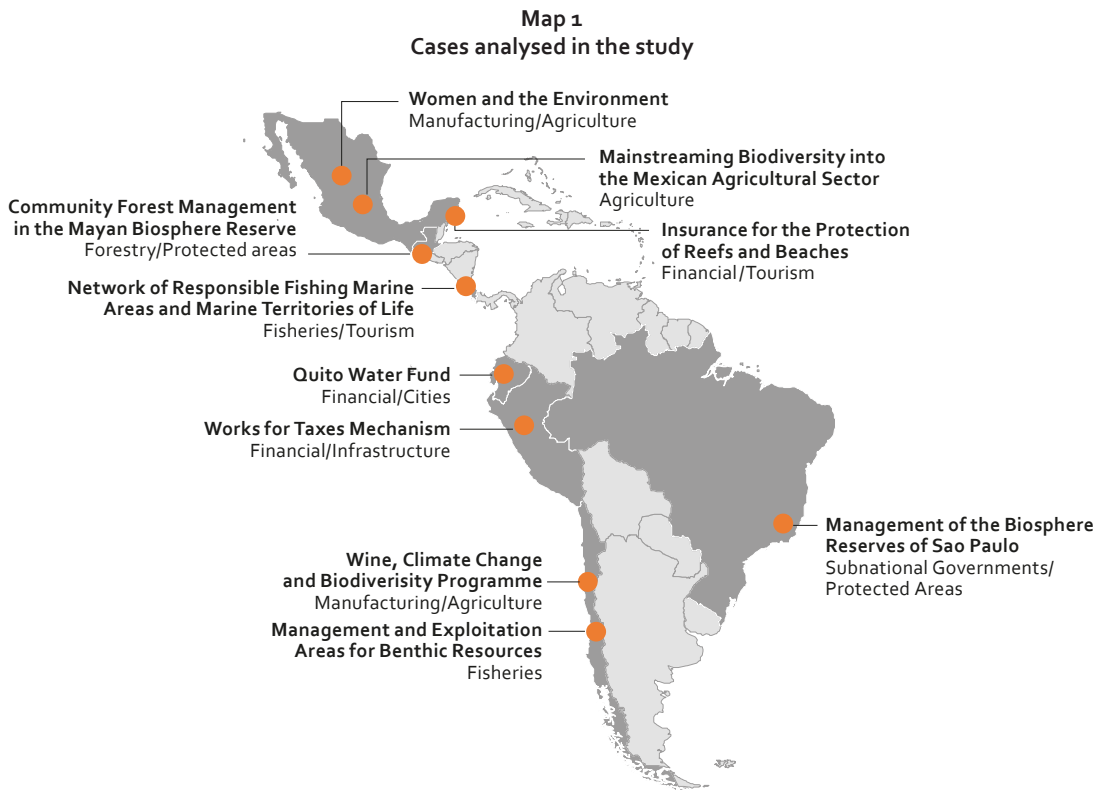 Map 1
Cases analysed in the study
Women and the Environment
Manufacturing/Agriculture
Mainstreaming Biodiversity into
the Mexican Agricultural Sector
Agriculture
Community Forest Management
in the Mayan Biosphere Reserve
Forestry/Protected areas
Insurance for the Protection
of Reefs and Beaches
Financial/Tourism
Network of Responsible Fishing Marine
Areas and Marine Territories of Life
Fisheries/Tourism
Quito Water Fund
Financial/Cities
Works for Taxes Mechanism
Financial/Infrastructure
Management of the Biosphere
Reserves of Sao Paulo
Subnational Governments/
Protected Areas
Wine, Climate Change
and Biodiverisity Programme
Manufacturing/Agriculture
Management and Exploitation
Areas for Benthic Resources
Fisheries